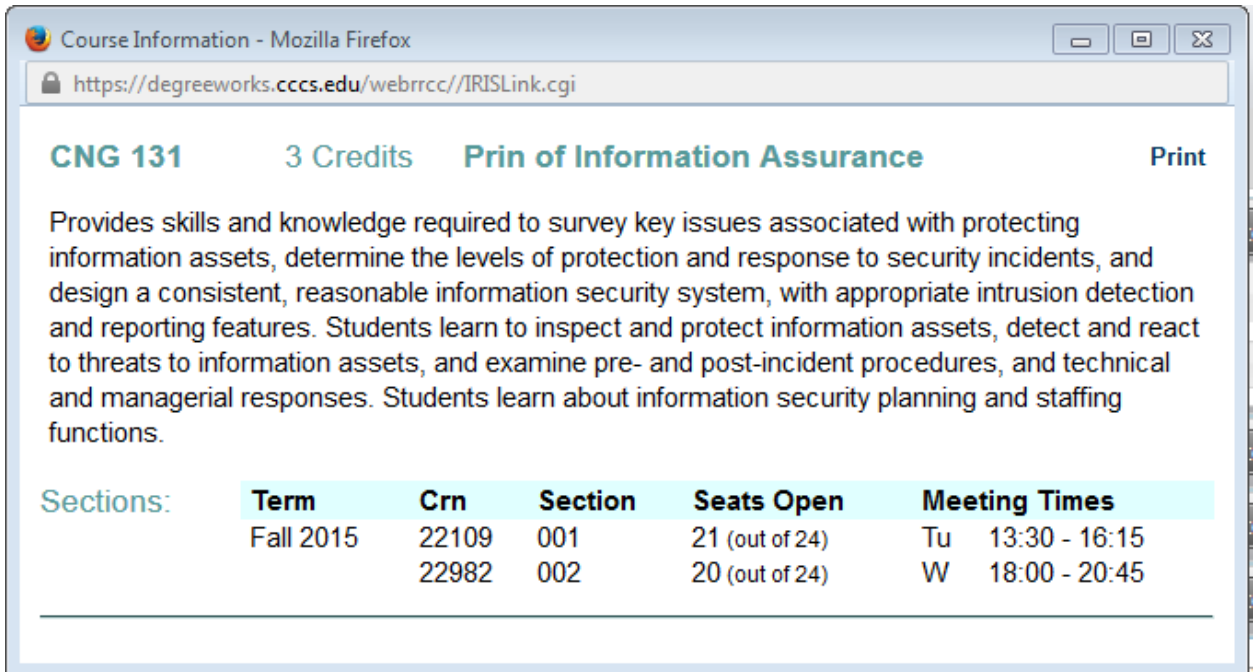 Course Information - Mozilla Firefox
https://degreeworks.cccs.edu/webrrcc//IRISLink.cgi
CNG 131 3 Credits Prin of Information Assurance Print
Provides skills and knowledge required to survey key issues associated with protecting
information assets, determine the levels of protection and response to security incidents, and
design a consistent, reasonable information security system, with appropriate intrusion detection
and reporting features. Students learn to inspect and protect information assets, detect and react
to threats to information assets, and examine pre- and post-incident procedures, and technical
and managerial responses. Students learn about information security planning and staffing
functions.
Sections: Term Crn Section Seats Open Meeting Times
Fall 2015 22109 001 21 (out of 24) Tu 13:30 - 16:15
22982 002 20 (out of 24) W 18:00 - 20:45